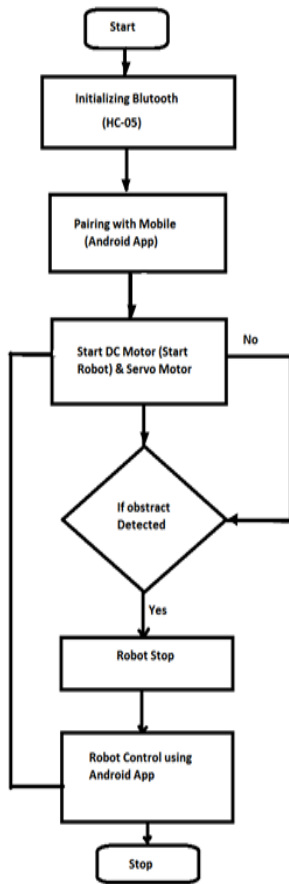 Start
Initializing Blutooth
(HC-05)
Pairing with Mobile
(Android App)
Start DC Motor (Start
Robot) & Servo Motor
No
If obstract
Detected
Yes
Robot Stop
Robot Control using
Android App
Stop